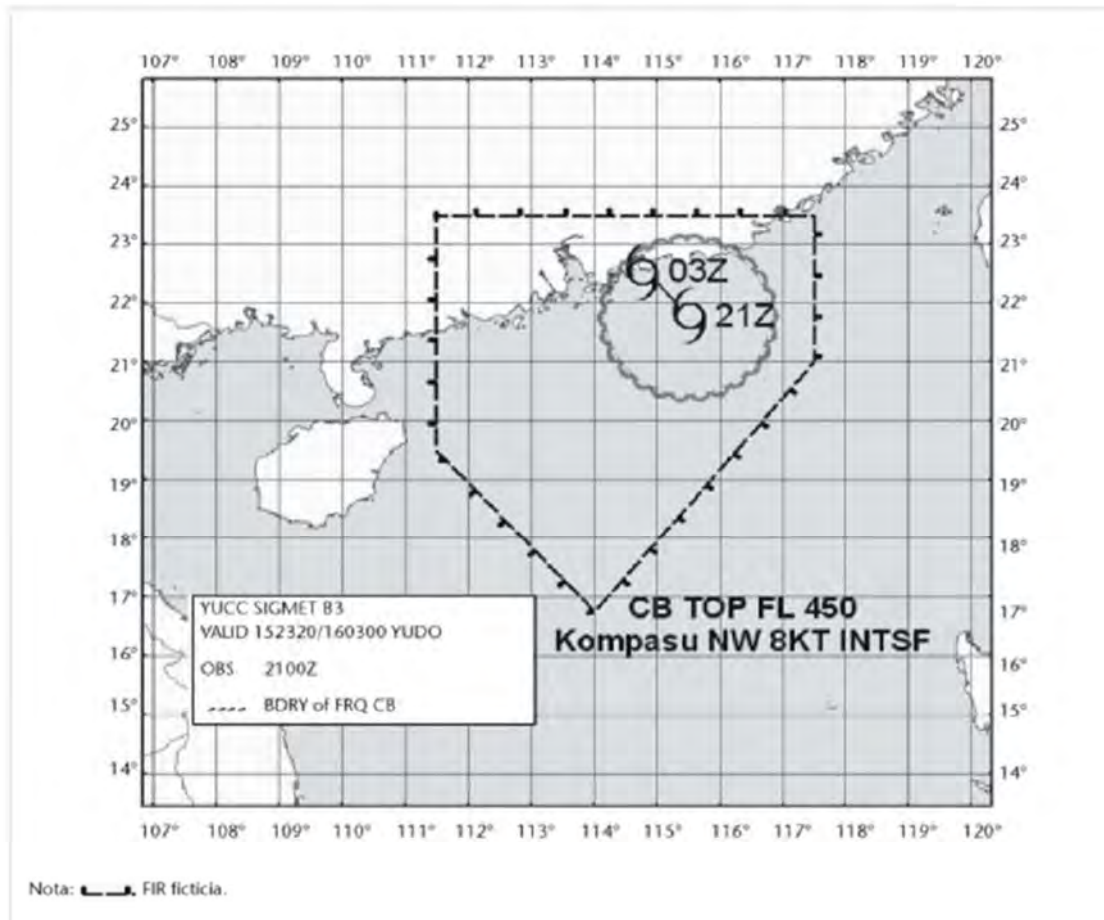 107° 108° 109° 110° 111° 112° 113° 114° 115° 116° 117° 118° 119° 120°
25° 25°
24° 24°
23° 23°
03Z
22° 22°
21Z
21° 21°
20° 20°
19° 19°
18° 18°
17° 17°
CB TOP FL 450
Kompasu NW 8KT INTSF
YUCC SIGMET B3
VALID 152320/160300 YUDO
OBS 2100Z
BDRY of FRQ CB
16° 16°
15° 15°
14° 14°
107° 108° 109° 110° 111° 112° 113° 114° 115° 116° 117° 118° 119° 120°
Nota: FIR ficticia.